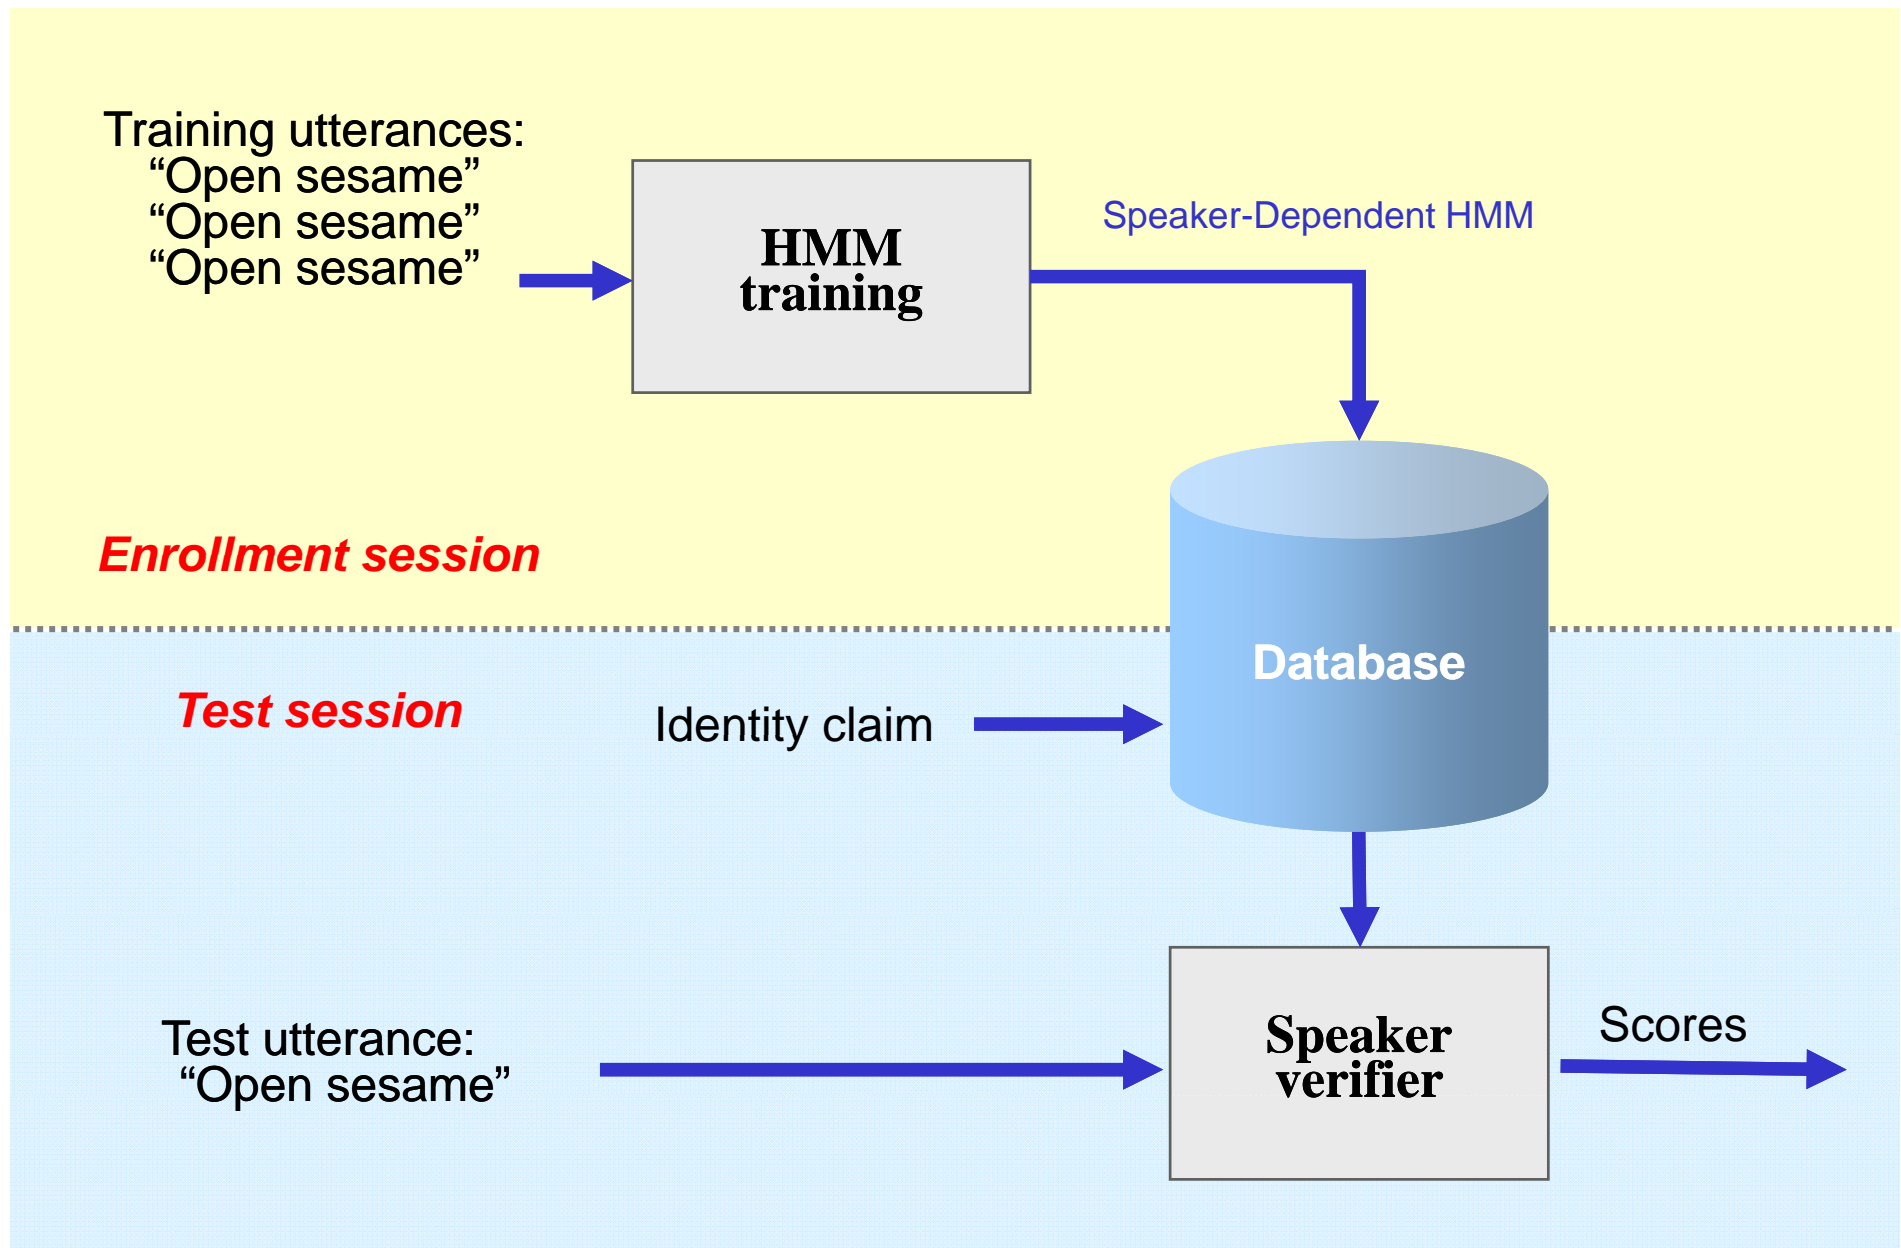 Training utterances:
“Open sesame”
“Open sesame”
“Open sesame”
HMM
training
Speaker-Dependent HMM
Enrollment session
Database
Test session
Identity claim
Test utterance:
“Open sesame”
Speaker
verifier
Scores